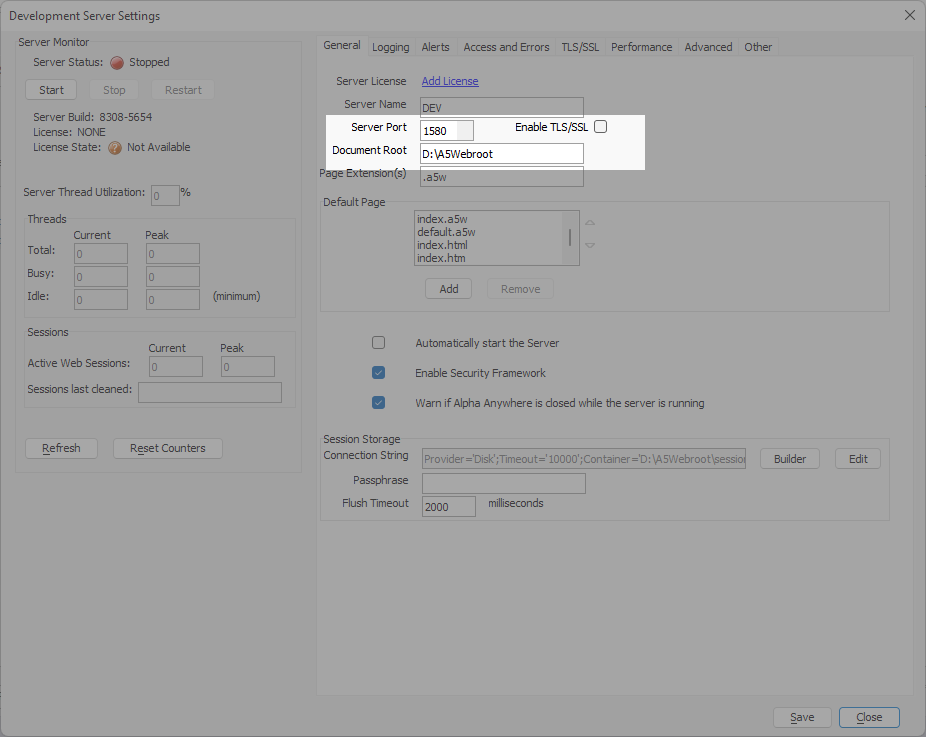 Development Server Settings
Server Monitor
Server Status: Stopped
Start Stop Restart
Server Build: 8308-5654
License: NONE
License State: Not Available
Server Thread Utilization: 0 %
Threads
Current Peak
Total: 0 0
Busy: 0 0
Idle: 0 0 (minimum)
Sessions
Current Peak
Active Web Sessions: 0 0
Sessions last cleaned:
Refresh Reset Counters
General Logging Alerts Access and Errors TLS/SSL Performance Advanced Other
Server License Add License
Server Name DEV
Server Port 1580 Enable TLS/SSL
Document Root D:\A5Webroot
Page Extension(s) .a5w
Default Page
index.a5w
default.a5w
index.html
index.htm
Add Remove
Automatically start the Server
Enable Security Framework
Warn if Alpha Anywhere is closed while the server is running
Session Storage
Connection String Provider='Disk';Timeout='10000';Container='D:\A5Webroot\session
Builder Edit
Passphrase
Flush Timeout 2000 milliseconds
Save Close